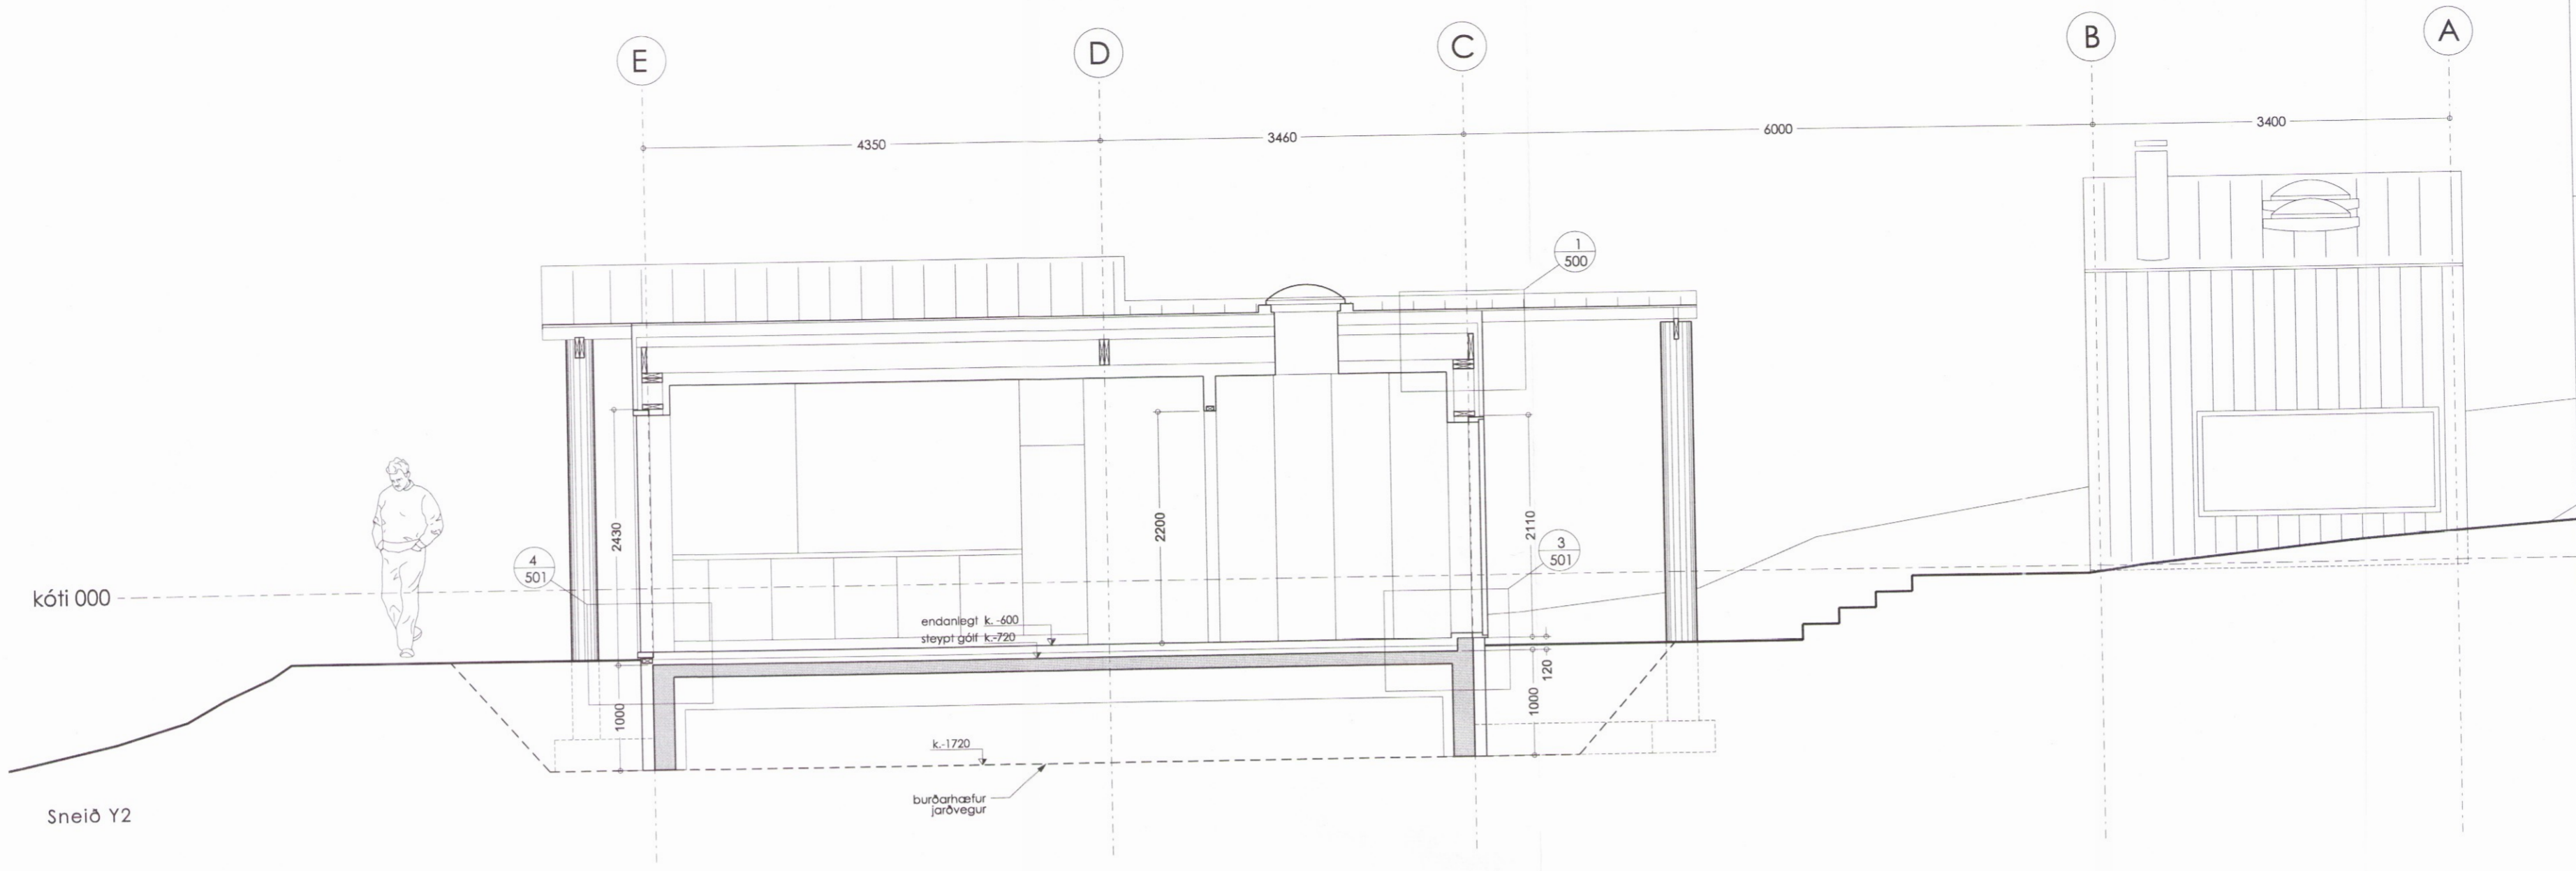 E
D
C
B
A
4350
3460
6000
3400
1
500
2430
2200
2110
4
501
3
501
kóti 000
endanlegt k. -600
steypt gólf k.-720
1000
1000
120
k.-1720
burðarhæfur
jarðvegur
Sneið Y2